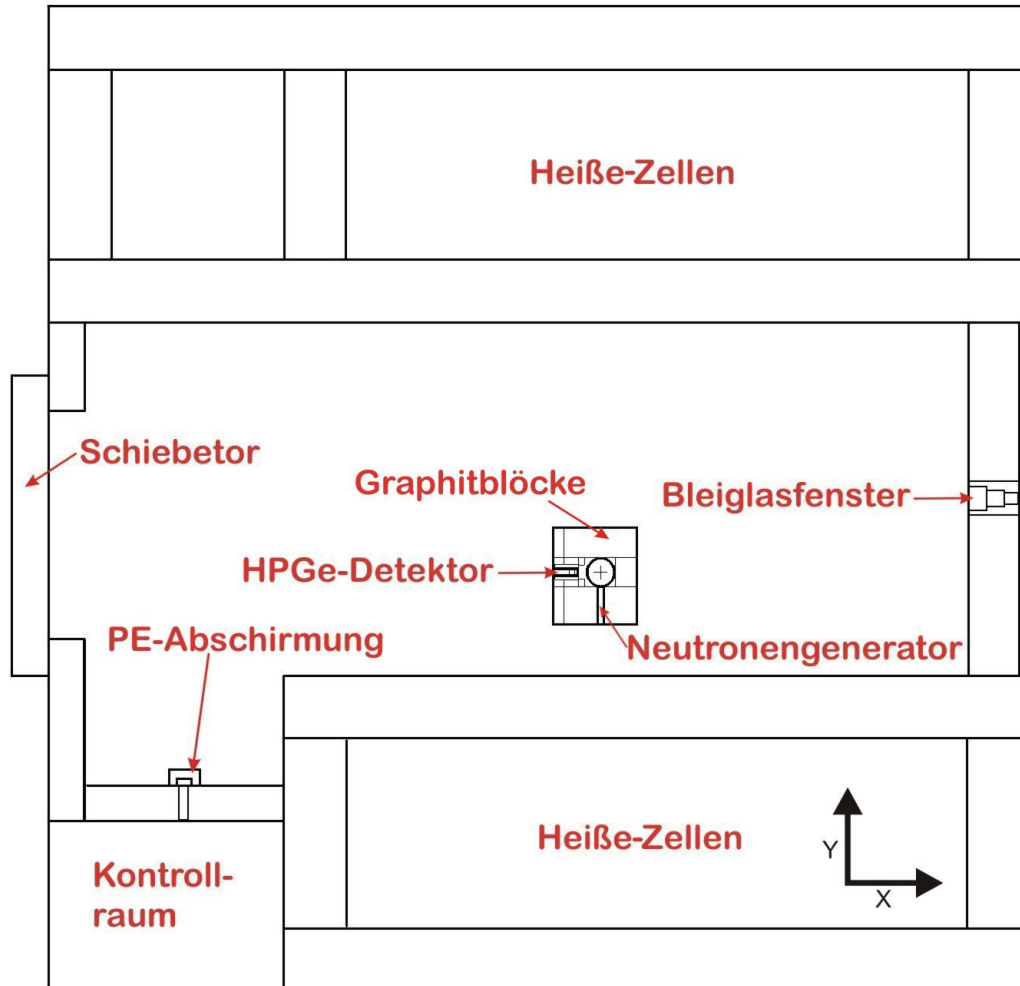 Heiße-Zellen
Schiebetor
Graphitblöcke
Bleiglasfenster
HPGe-Detektor
PE-Abschirmung
Neutronengenerator
Heiße-Zellen
Y
X
Kontroll-
raum